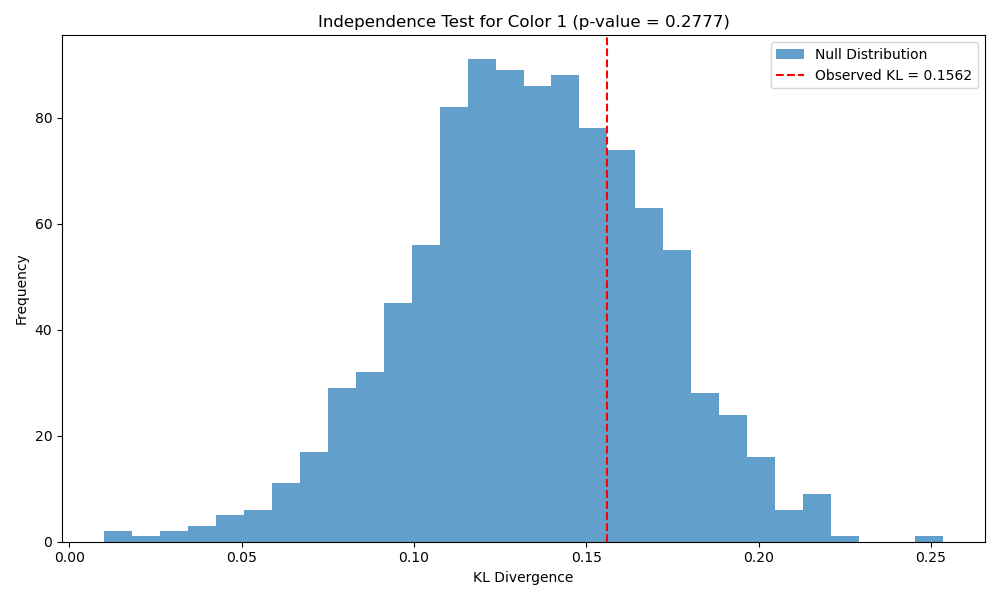 Independence Test for Color 1 (p-value = 0.2777)
Null Distribution
Observed KL = 0.1562
Frequency
80
60
40
20
0
0.00 0.05 0.10 0.15 0.20 0.25
KL Divergence